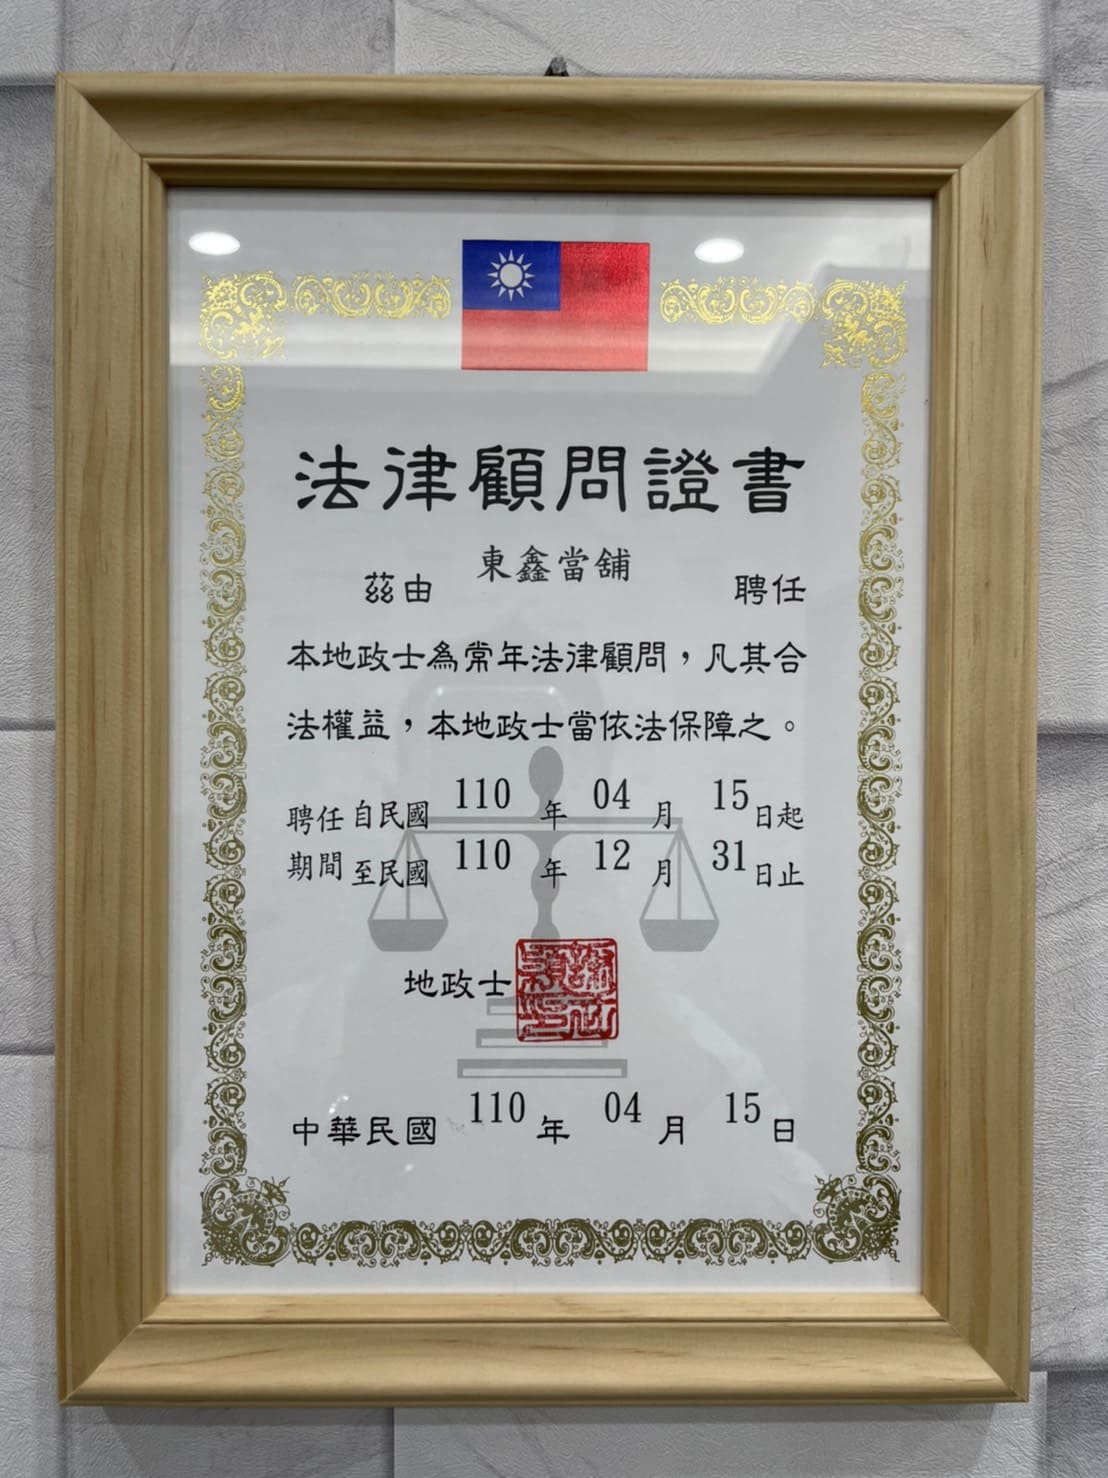 法律顧問證書
茲由 東鑫當舖 聘任
本地政士為常年法律顧問，凡其合
法權益，本地政士當依法保障之。
聘任自民國 110 年 04 月 15 日起
期間至民國 110 年 12 月 31 日止
地政士
中華民國 110 年 04 月 15 日